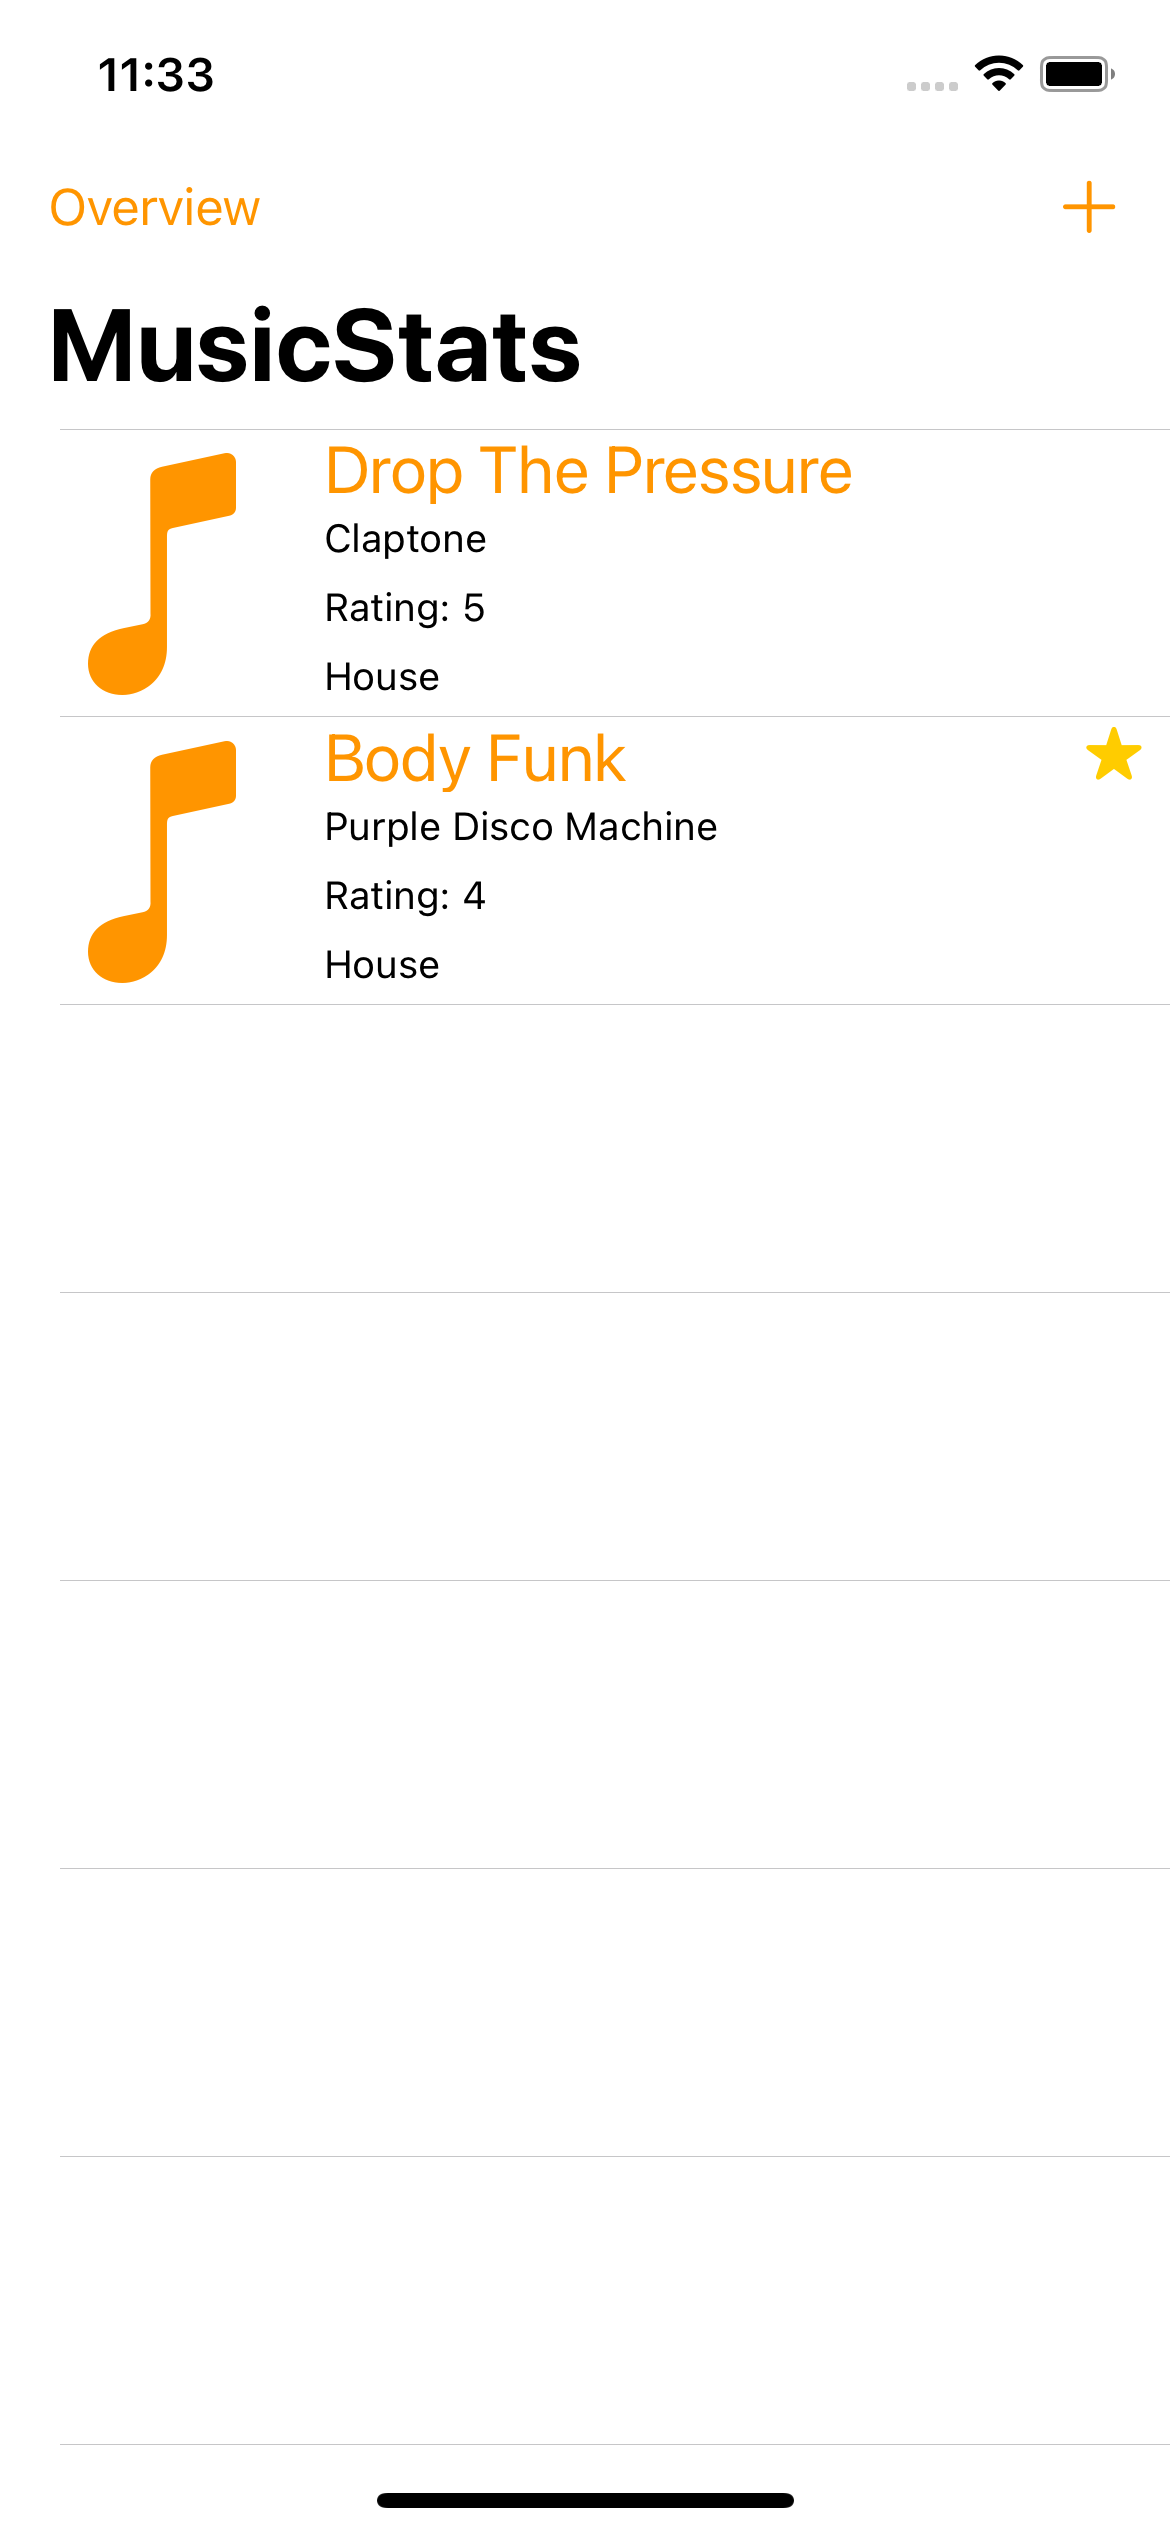 11:33
Overview
MusicStats
Drop The Pressure
Claptone
Rating: 5
House
Body Funk
Purple Disco Machine
Rating: 4
House